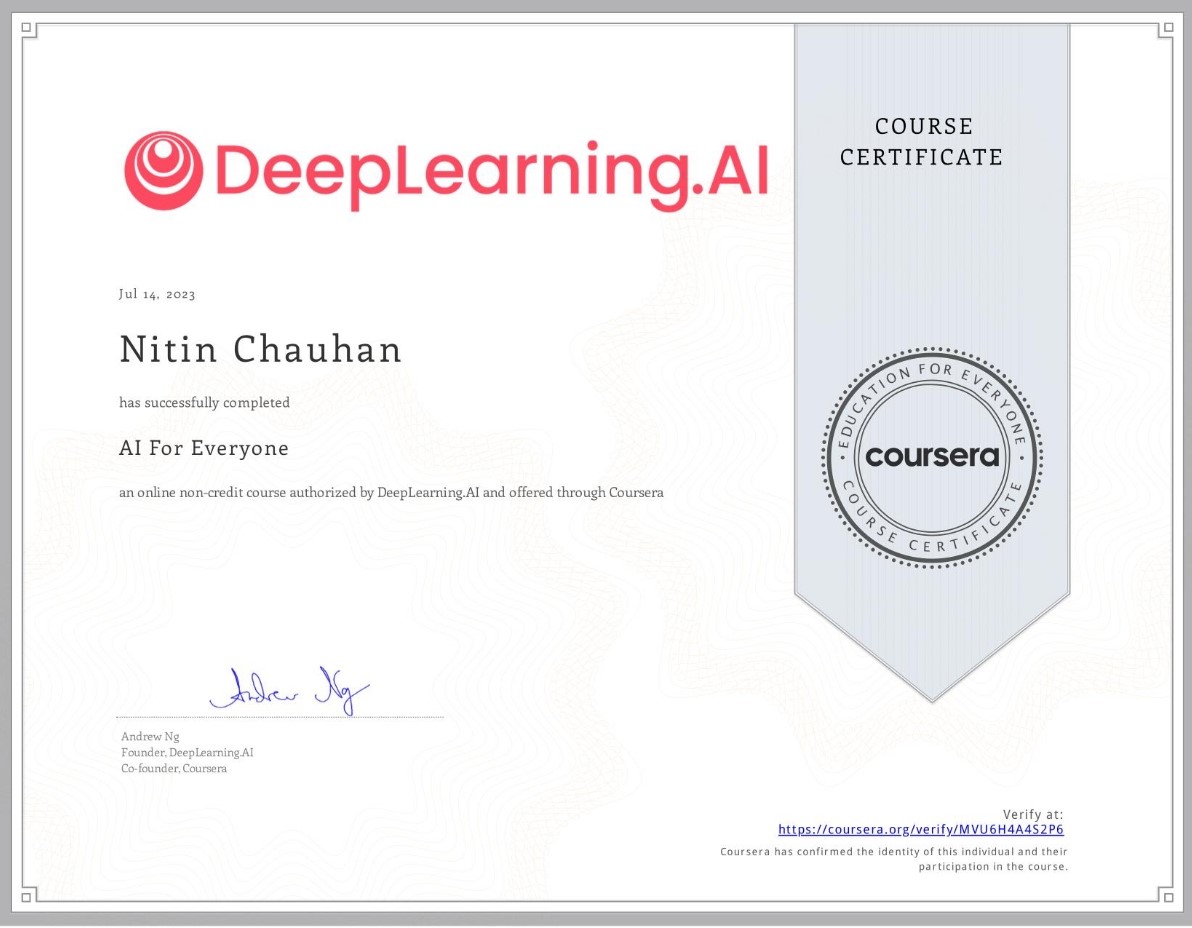 DeepLearning.AI
COURSE
CERTIFICATE
Jul 14, 2023
Nitin Chauhan
has successfully completed
AI For Everyone
an online non-credit course authorized by DeepLearning.AI and offered through Coursera
EDUCATION FOR EVERYONE
coursera
COURSE CERTIFICATE
Andrew Ng
Andrew Ng
Founder, DeepLearning.AI
Co-founder, Coursera
Verify at:
https://coursera.org/verify/MVU6H4A4S2P6
Coursera has confirmed the identity of this individual and their
participation in the course.